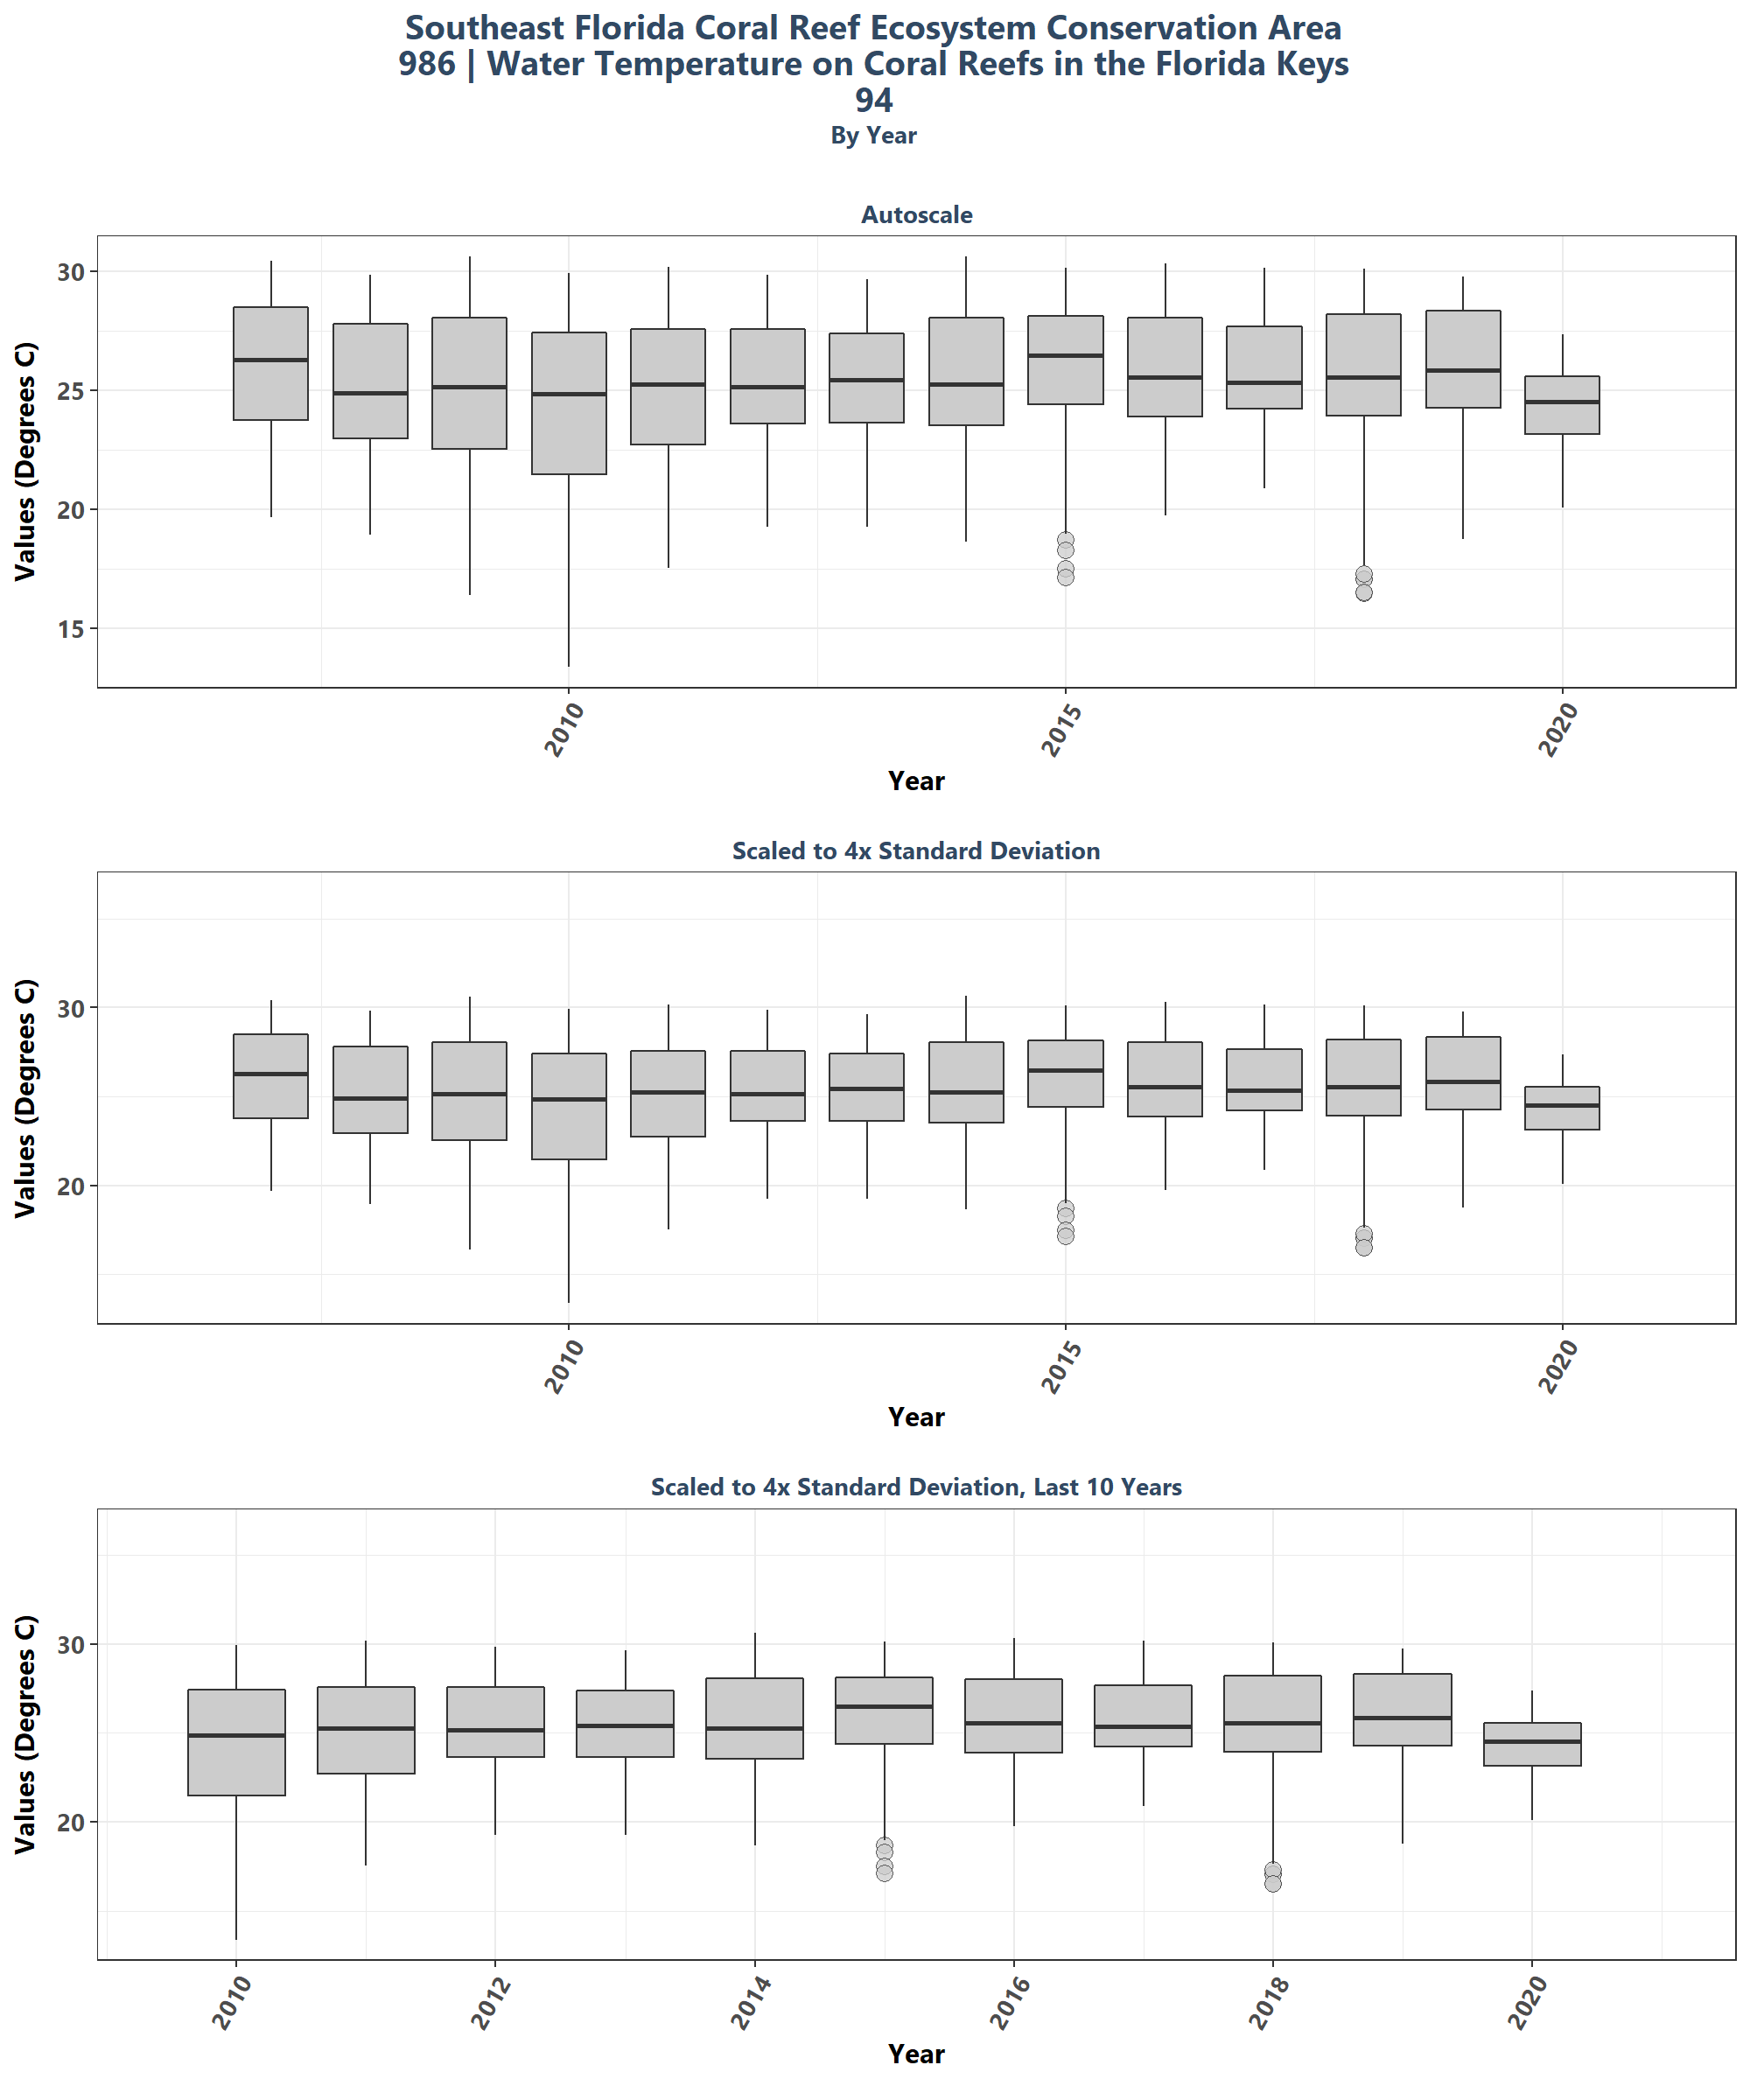 Southeast Florida Coral Reef Ecosystem Conservation Area
986 | Water Temperature on Coral Reefs in the Florida Keys
94
By Year
Autoscale
Values (Degrees C)
30
25
20
15
2010
2015
2020
Year
Scaled to 4x Standard Deviation
Values (Degrees C)
30
20
2010
2015
2020
Year
Scaled to 4x Standard Deviation, Last 10 Years
Values (Degrees C)
30
20
2010
2012
2014
2016
2018
2020
Year